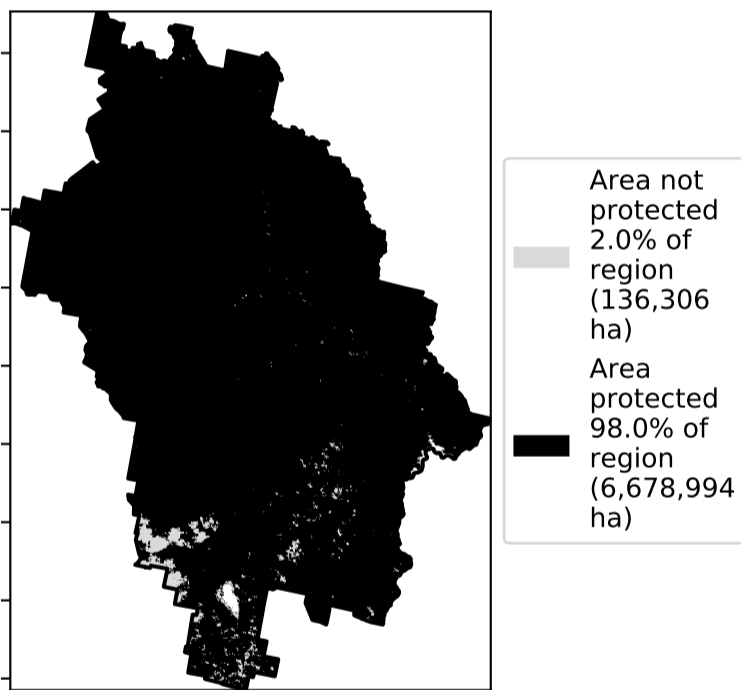 Area not
protected
2.0% of
region
(136,306
ha)
Area
protected
98.0% of
region
(6,678,994
ha)